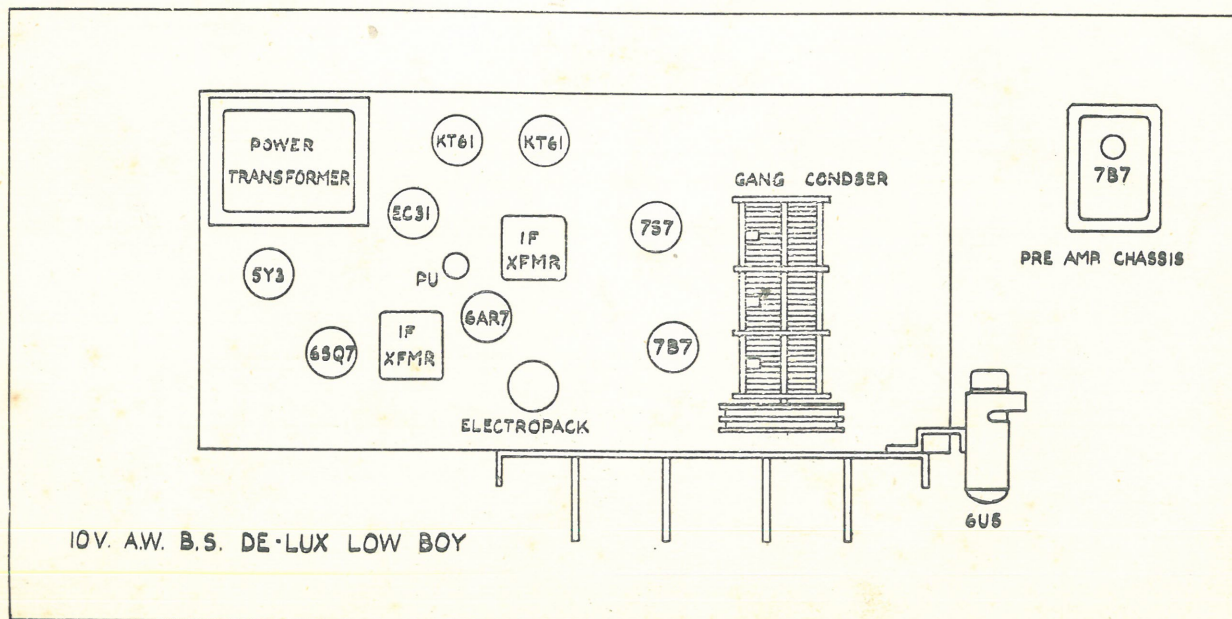 POWER
TRANSFORMER
KT61
KT61
EC91
5Y3
PU
IF
XFMR
6AR7
6SQ7
IF
XFMR
ELECTROPACK
7S7
7B7
GANG CONDSER
7B7
PRE AMP CHASSIS
6U5
10V. A.W. B.S. DE-LUX LOW BOY